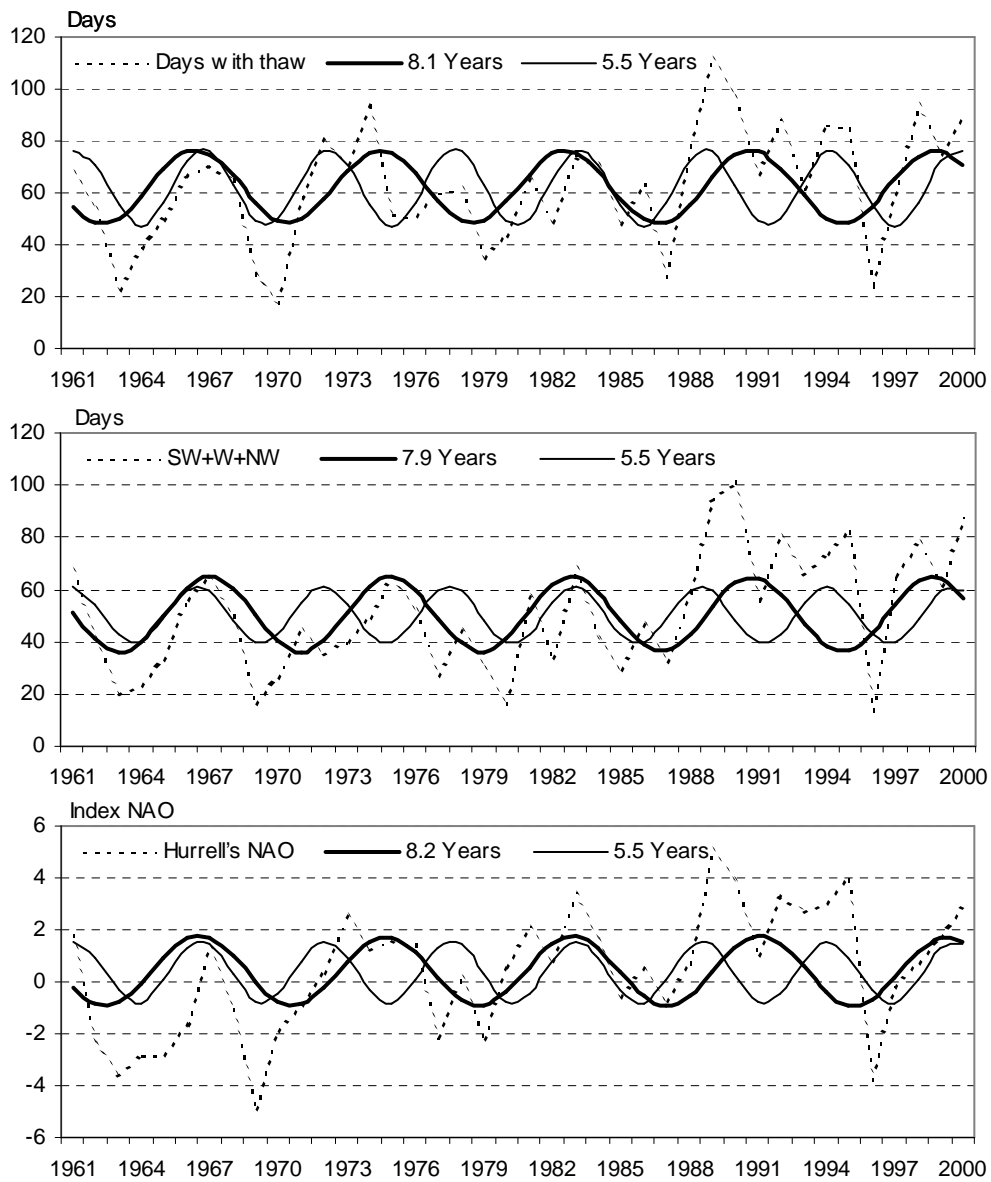 Days
120
Days with thaw 8.1 Years 5.5 Years
100
80
60
40
20
0
1961 1964 1967 1970 1973 1976 1979 1982 1985 1988 1991 1994 1997 2000
Days
120
SW+W+NW 7.9 Years 5.5 Years
100
80
60
40
20
0
1961 1964 1967 1970 1973 1976 1979 1982 1985 1988 1991 1994 1997 2000
Index NAO
6
Hurrell's NAO 8.2 Years 5.5 Years
4
2
0
-2
-4
-6
1961 1964 1967 1970 1973 1976 1979 1982 1985 1988 1991 1994 1997 2000